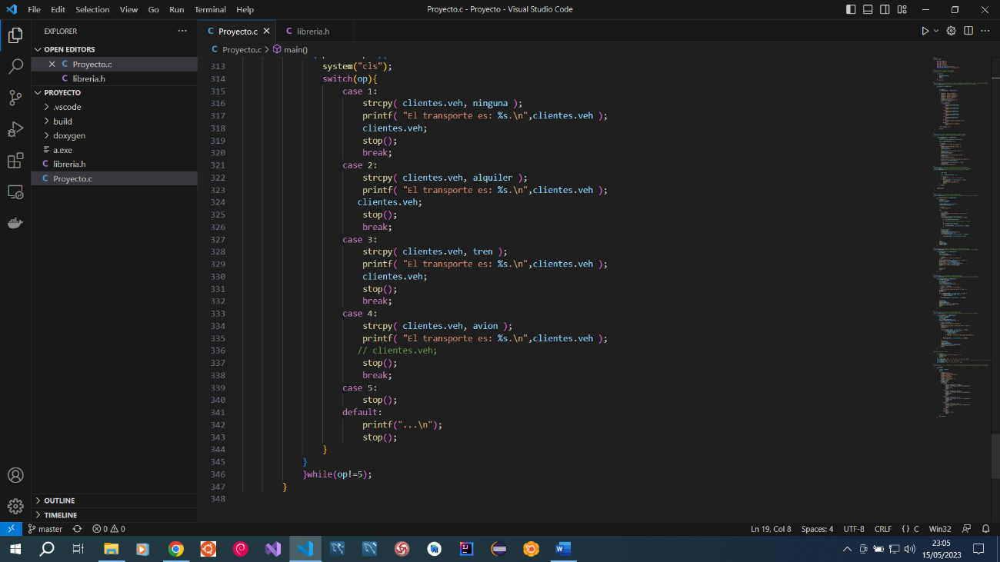 File Edit Selection View Go Run Terminal Help
Proyecto.c - Proyecto - Visual Studio Code
EXPLORER
OPEN EDITORS
Proyecto.c
libreria.h
PROYECTO
.vscode
build
doxygen
a.exe
libreria.h
Proyecto.c
OUTLINE
TIMELINE
Proyecto.c
libreria.h
Proyecto.c > main()
313 system("cls");
314 switch(op){
315 case 1:
316 strcpy( clientes.veh, ninguna );
317 printf( "El transporte es: %s.\n",clientes.veh );
318 clientes.veh;
319 stop();
320 break;
321 case 2:
322 strcpy( clientes.veh, alquiler );
323 printf( "El transporte es: %s.\n",clientes.veh );
324 clientes.veh;
325 stop();
326 break;
327 case 3:
328 strcpy( clientes.veh, tren );
329 printf( "El transporte es: %s.\n",clientes.veh );
330 clientes.veh;
331 stop();
332 break;
333 case 4:
334 strcpy( clientes.veh, avion );
335 printf( "El transporte es: %s.\n",clientes.veh );
336 // clientes.veh;
337 stop();
338 break;
339 case 5:
340 stop();
341 default:
342 printf("...\n");
343 stop();
344 }
345 }
346 }while(op!=5);
347 }
348
master 0 0
Ln 19, Col 8 Spaces: 4 UTF-8 CRLF {} C Win32
23:05
15/05/2023